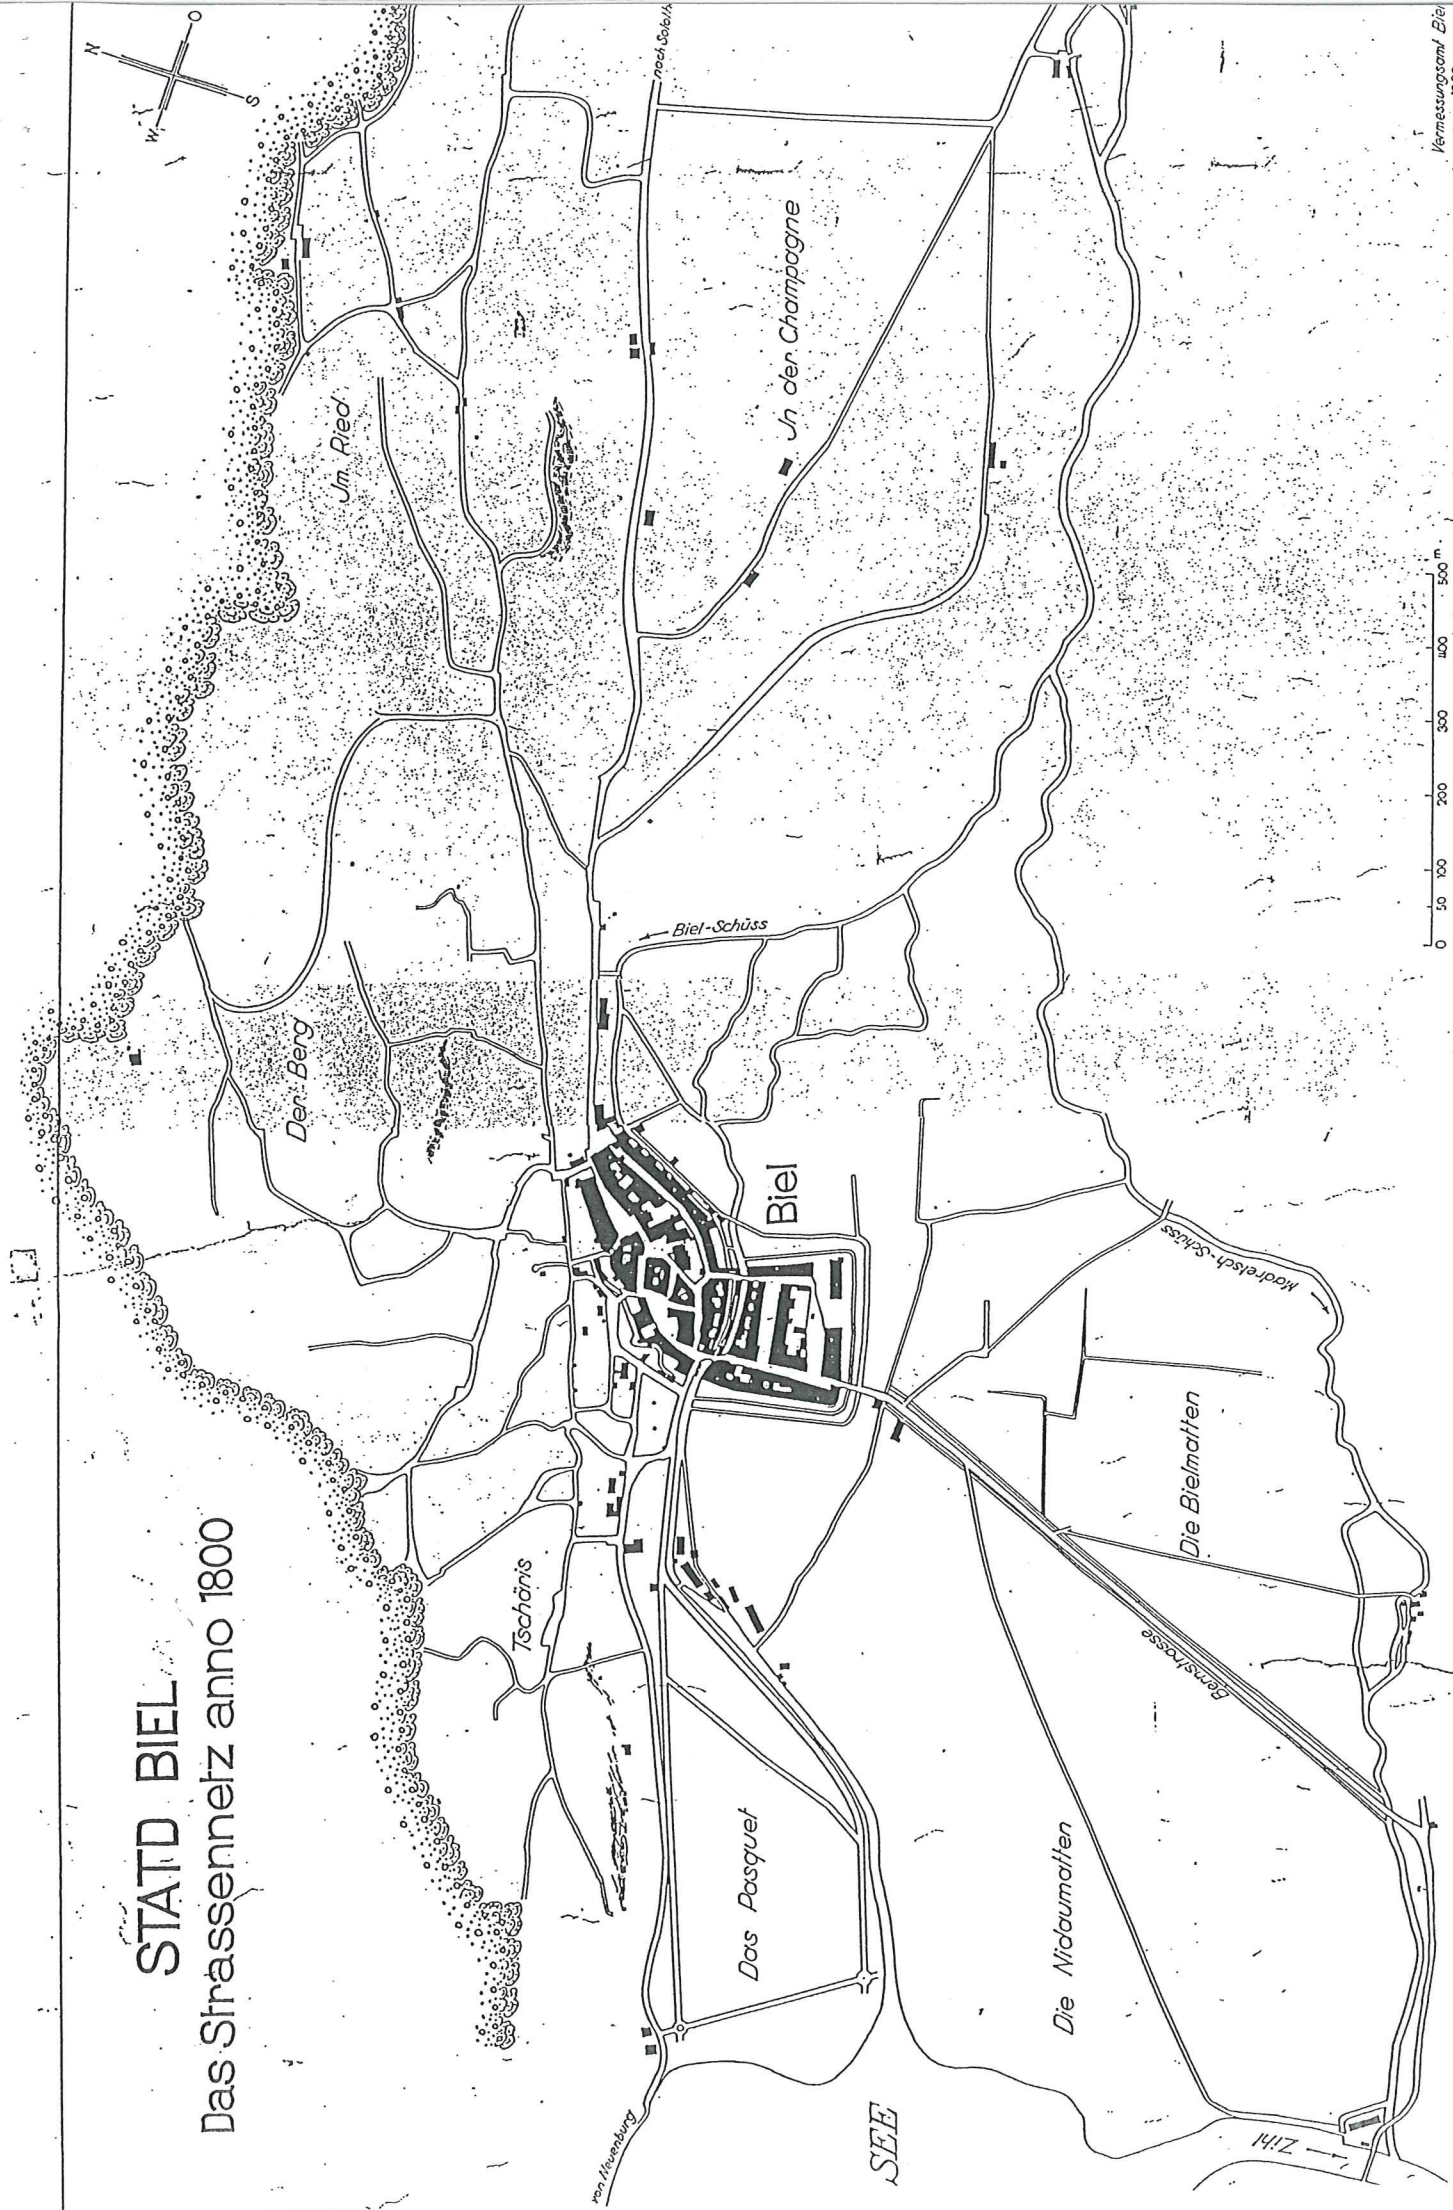 STATD BIEL
Das Strassennetz anno 1800
N
O
S
W
Jm Ried
Der Berg
Tschäris
nach Soloth
Jn der Champagne
Biel-Schüss
Biel
Madretsch-Schüss
Die Bielmatten
Bernstrasse
Das Pasquet
Die Nidaumatten
von Neuenburg
SEE
Zihl
0 50 100 200 300 400 500 m
Vermessungsamt Biel